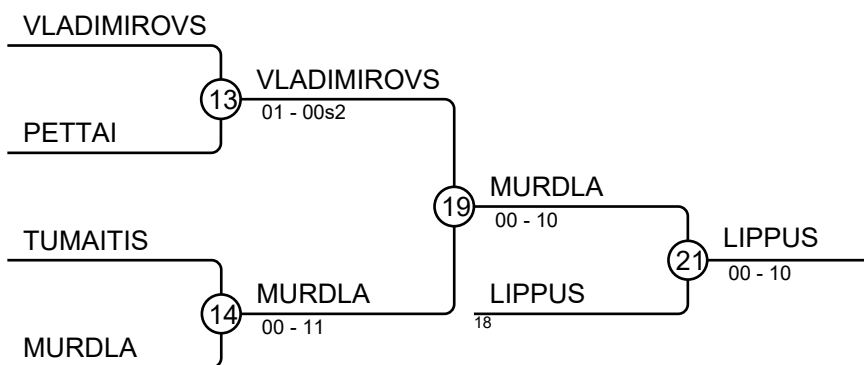 VLADIMIROVS
13
VLADIMIROVS
01 - 00s2
PETTAI
19
MURDLA
00 - 10
TUMAITIS
14
MURDLA
00 - 11
MURDLA
21
LIPPUS
00 - 10
LIPPUS
18